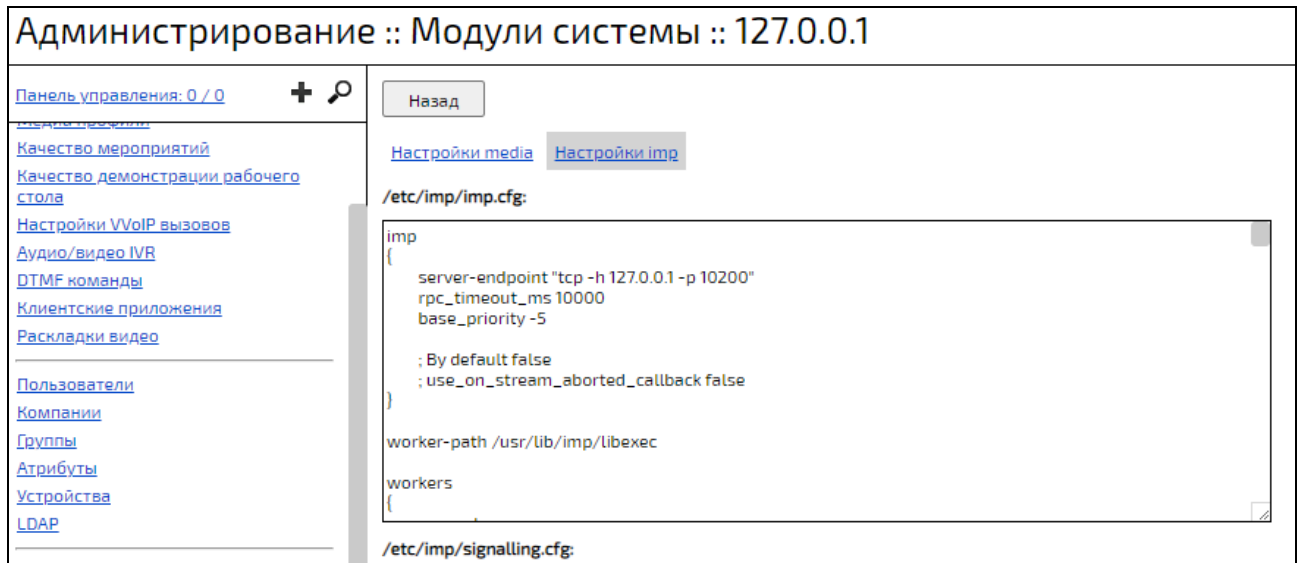 Администрирование :: Модули системы :: 127.0.0.1
Панель управления: 0 / 0
Медиа профили
Качество мероприятий
Качество демонстрации рабочего
стола
Настройки VVoIP вызовов
Аудио/видео IVR
DTMF команды
Клиентские приложения
Раскладки видео
Пользователи
Компании
Группы
Атрибуты
Устройства
LDAP
Назад
Настройки media Настройки imp
/etc/imp/imp.cfg:
imp
{
server-endpoint "tcp -h 127.0.0.1 -p 10200"
rpc_timeout_ms 10000
base_priority -5
; By default false
; use_on_stream_aborted_callback false
}
worker-path /usr/lib/imp/libexec
workers
{
/etc/imp/signalling.cfg: